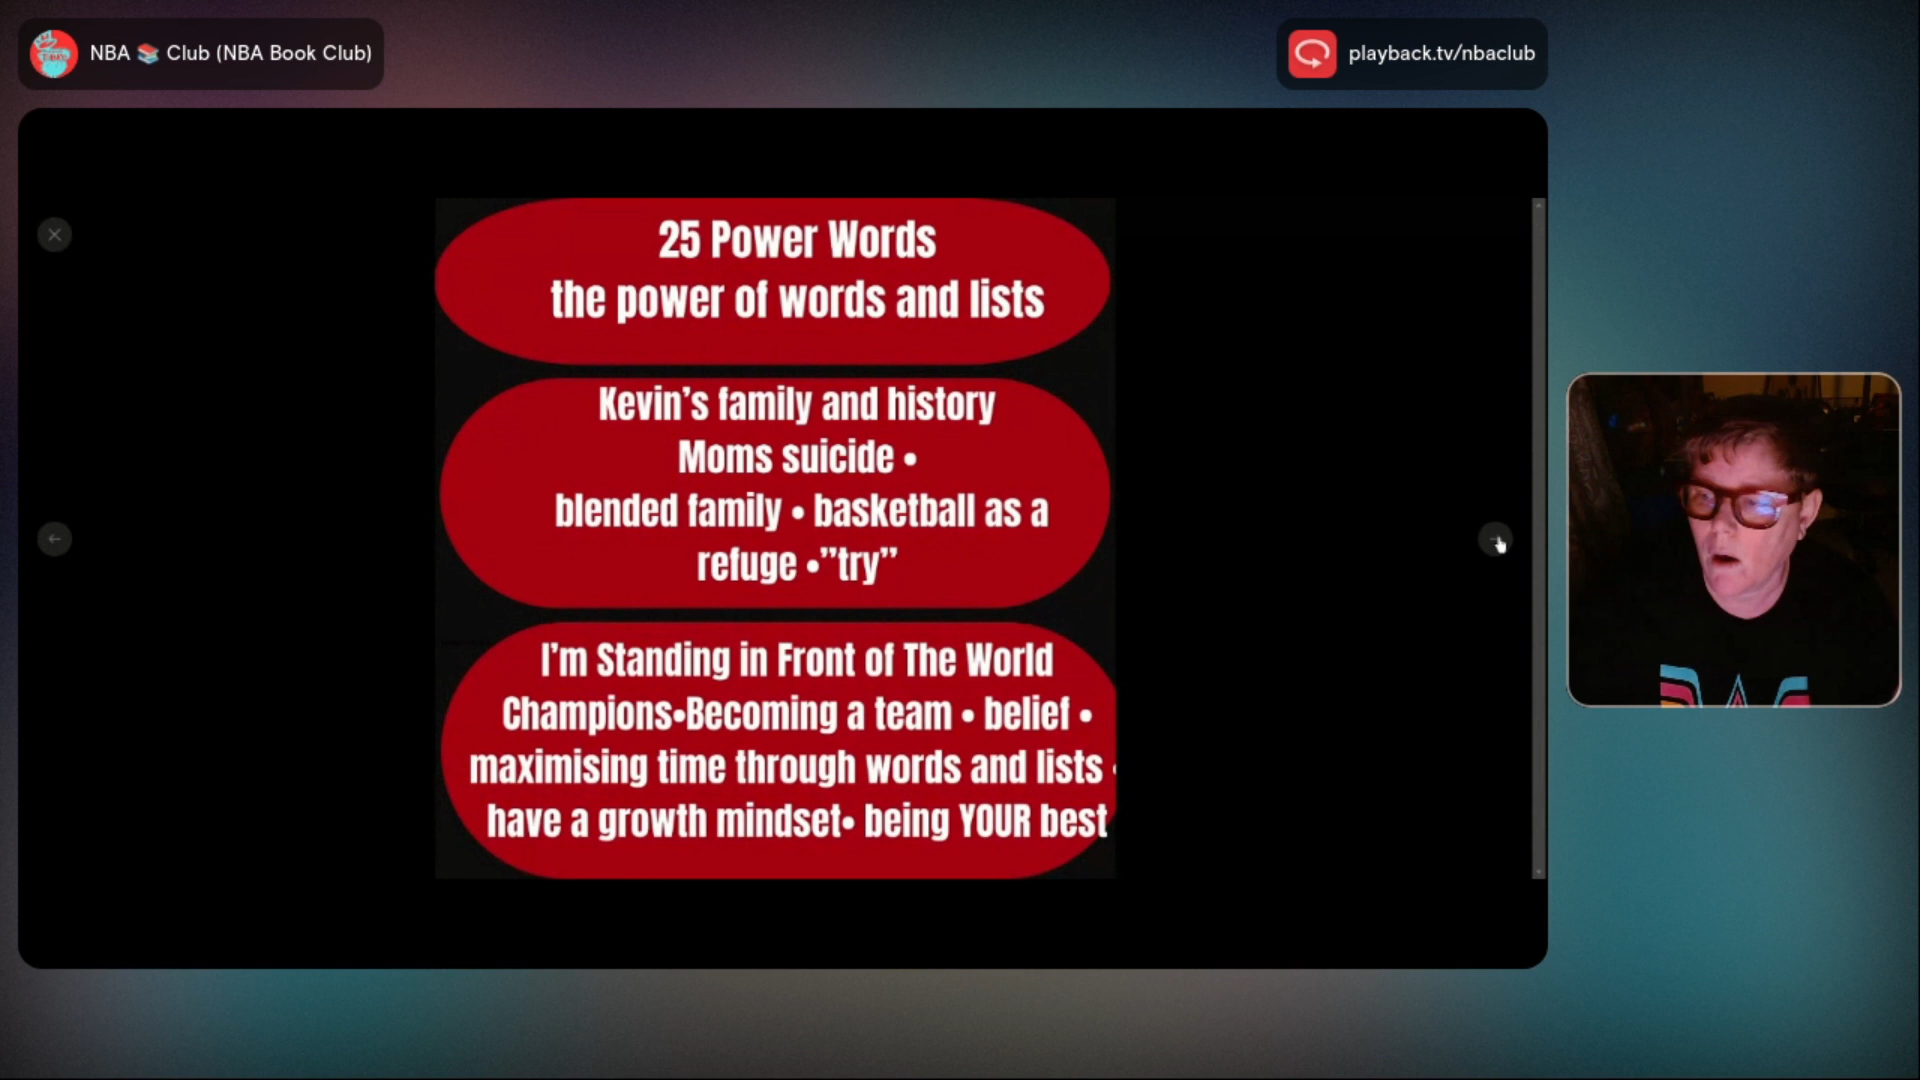 NBA 📚 Club (NBA Book Club)
playback.tv/nbaclub
25 Power Words
the power of words and lists
Kevin's family and history
Moms suicide •
blended family • basketball as a
refuge •"try"
I'm Standing in Front of The World
Champions•Becoming a team • belief •
maximising time through words and lists •
have a growth mindset• being YOUR best